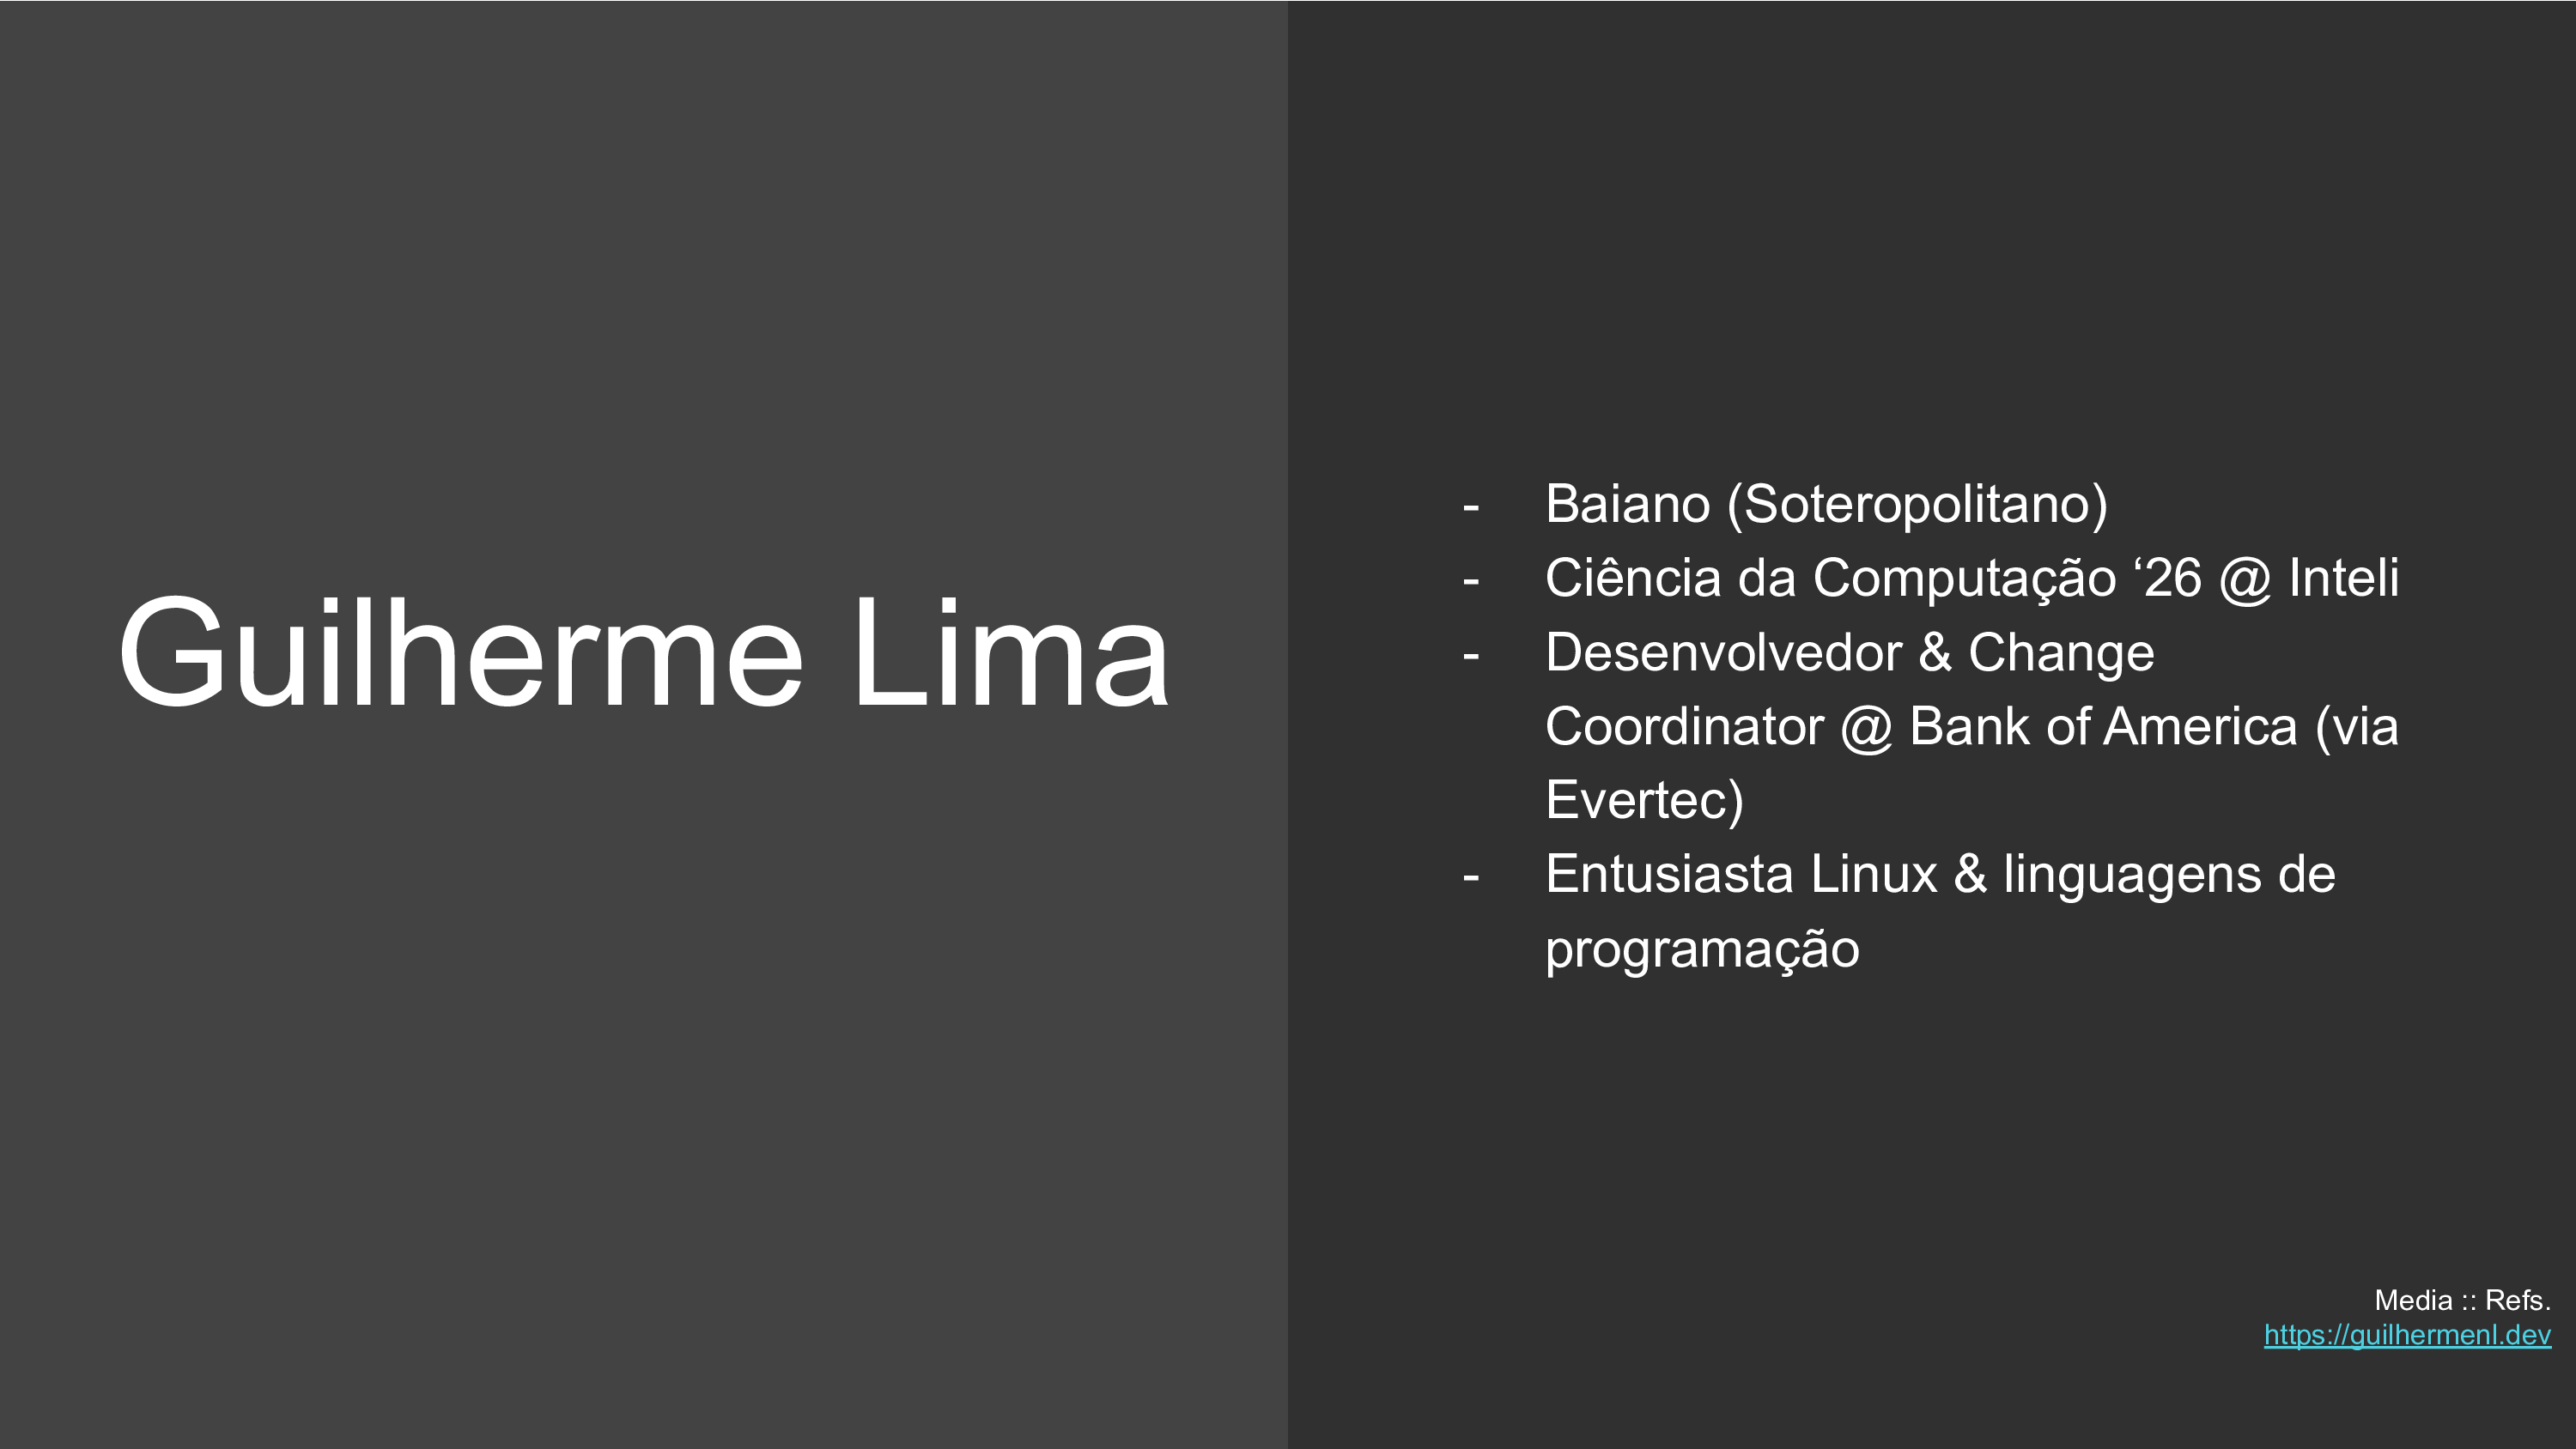 Guilherme Lima
- Baiano (Soteropolitano)
- Ciência da Computação ‘26 @ Inteli
- Desenvolvedor & Change
Coordinator @ Bank of America (via
Evertec)
- Entusiasta Linux & linguagens de
programação
Media :: Refs.
https://guilhermenl.dev